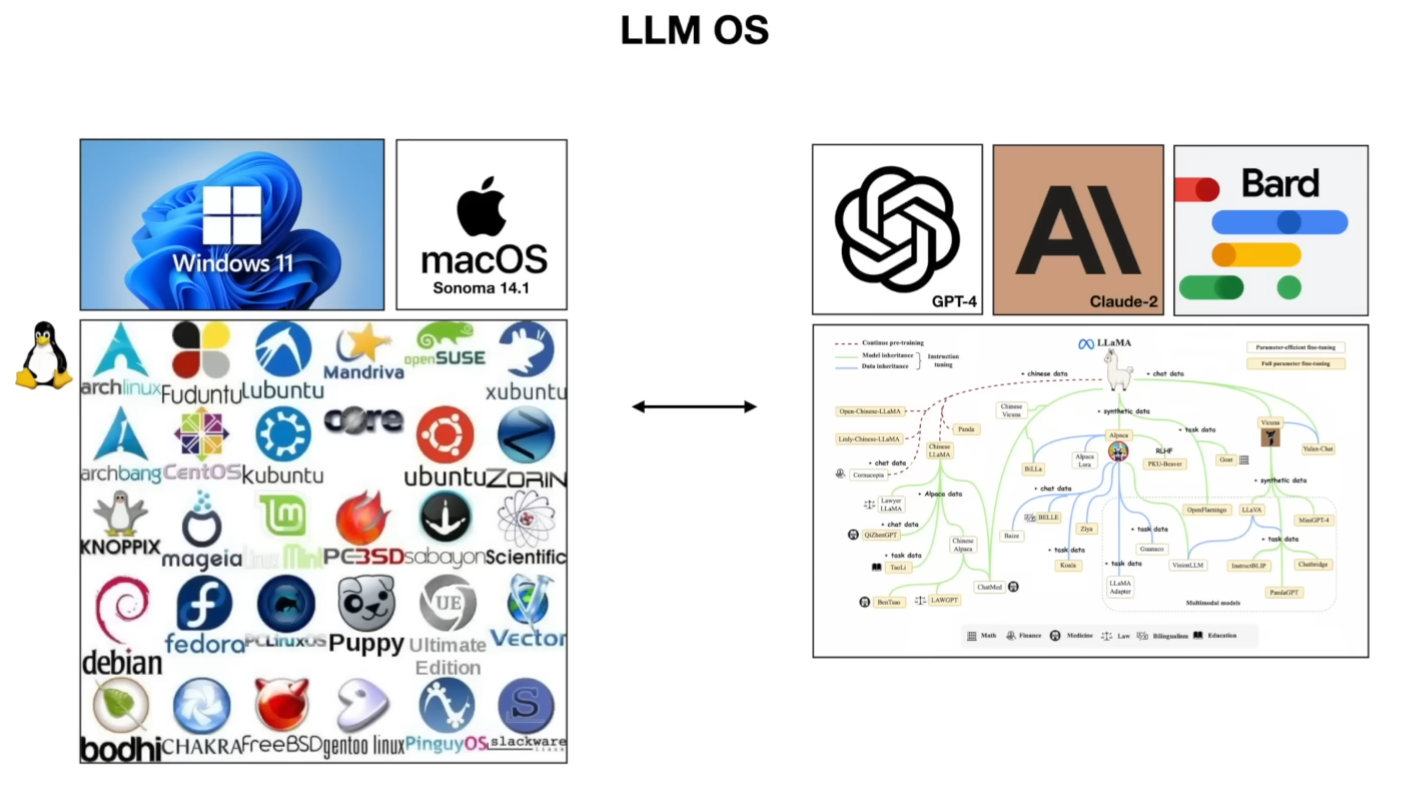 LLM OS
Windows 11
macOS
Sonoma 14.1
archlinux
Fuduntu
Lubuntu
Mandriva
openSUSE
xubuntu
archbang
CentOS
Kubuntu
core
ubuntu
ZORIN
KNOPPIX
mageia
Linux Mint
PCBSD
sabayon
Scientific
debian
fedora
PCLinuxOS
Puppy
UE
Ultimate
Edition
Vector
bodhi
CHAKRA
FreeBSD
gentoo linux
PinguyOS
S
slackware
linux
GPT-4
Claude-2
Bard
Continue pre-training
Model inheritance
Data inheritance
Instruction
tuning
LLaMA
Parameter-efficient fine-tuning
Full parameter fine-tuning
+ chinese data
+ chat data
Open-Chinese-LLaMA
Linly-Chinese-LLaMA
Panda
Chinese
LLaMA
Chinese
Vicuna
+ synthetic data
+ task data
Vicuna
Yulan-Chat
Alpaca
Alpaca
Lora
RLHF
PKU-Beaver
Goat
BiLLa
+ chat data
Cornucopia
+ synthetic data
Lawyer
LLaMA
+ Alpaca data
+ chat data
QiZhenGPT
+ chat data
BELLE
Ziya
Baize
OpenFlamingo
LLaVA
MiniGPT-4
+ task data
+ task data
Guanaco
VisionLLM
InstructBLIP
Chatbridge
PandaGPT
Chinese
Alpaca
+ task data
TaoLi
+ task data
Koala
+ task data
LLaMA
Adapter
ChatMed
BenTsao
LAWGPT
Multimodal models
Math
Finance
Medicine
Law
Bilingualism
Education